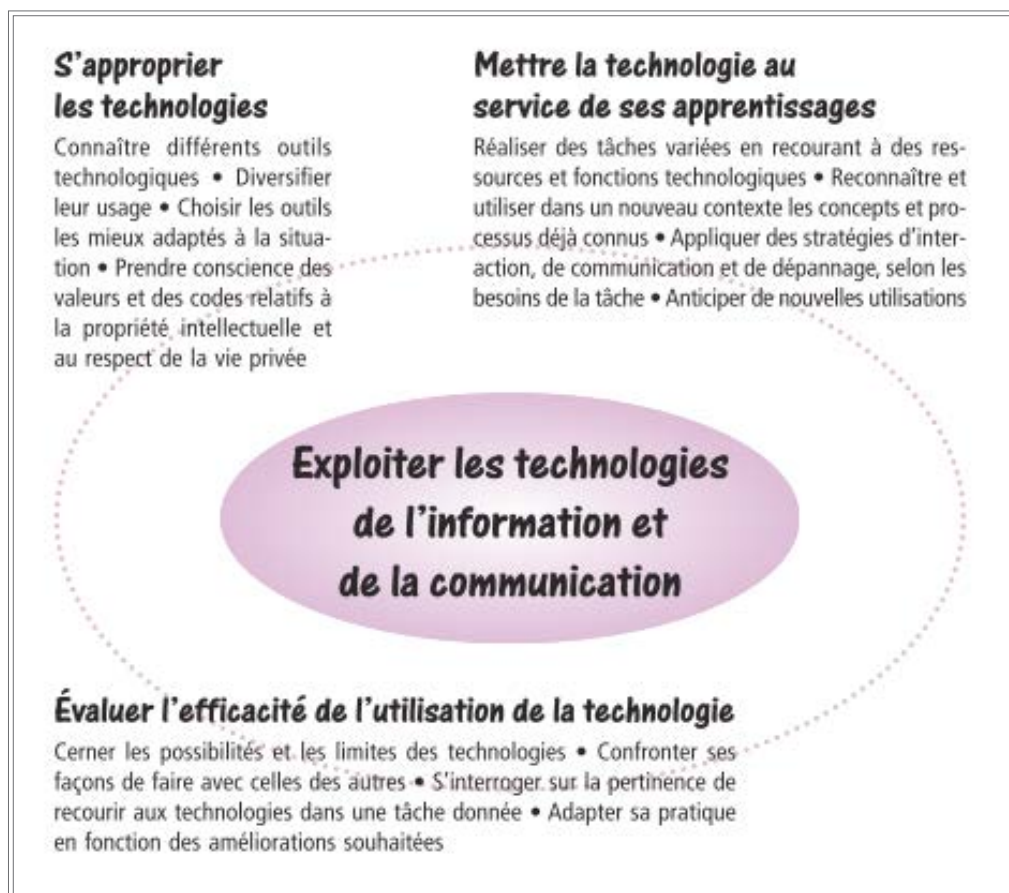 S'approprier
les technologies
Connaître différents outils
technologiques • Diversifier
leur usage • Choisir les outils
les mieux adaptés à la situa-
tion • Prendre conscience des
valeurs et des codes relatifs à
la propriété intellectuelle et
au respect de la vie privée
Mettre la technologie au
service de ses apprentissages
Réaliser des tâches variées en recourant à des res-
sources et fonctions technologiques • Reconnaître et
utiliser dans un nouveau contexte les concepts et pro-
cessus déjà connus • Appliquer des stratégies d'inter-
action, de communication et de dépannage, selon les
besoins de la tâche • Anticiper de nouvelles utilisations
Exploiter les technologies
de l'information et
de la communication
Évaluer l'efficacité de l'utilisation de la technologie
Cerner les possibilités et les limites des technologies • Confronter ses
façons de faire avec celles des autres • S'interroger sur la pertinence de
recourir aux technologies dans une tâche donnée • Adapter sa pratique
en fonction des améliorations souhaitées